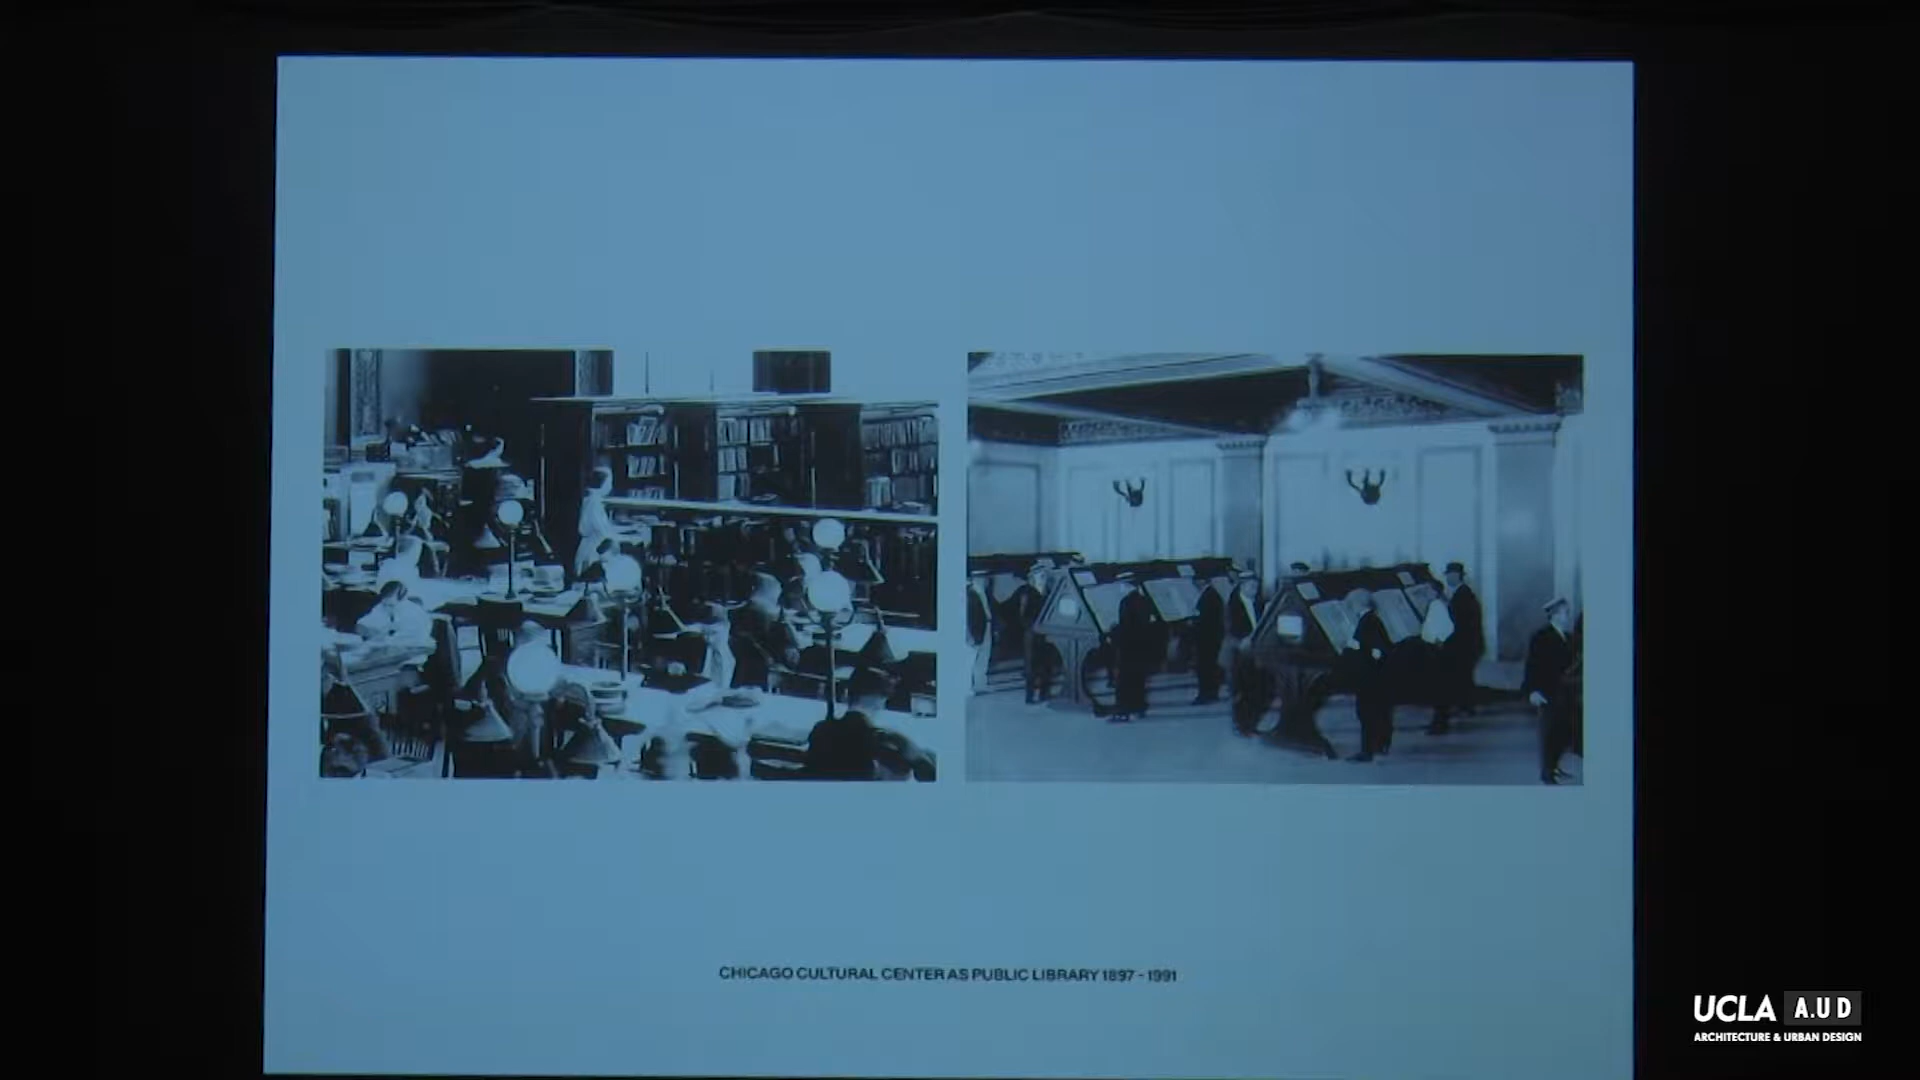 CHICAGO CULTURAL CENTER AS PUBLIC LIBRARY 1897 - 1991
UCLA A.U D
ARCHITECTURE & URBAN DESIGN